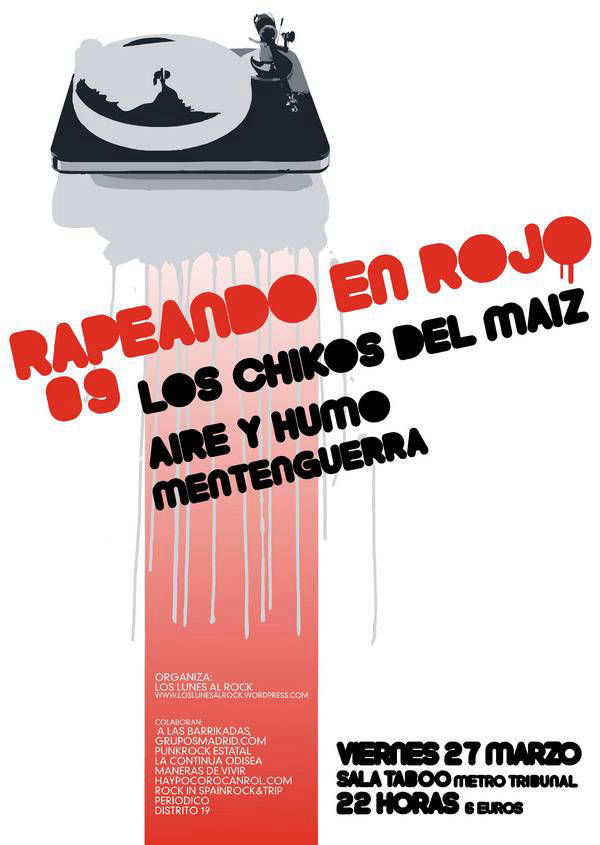 RAPEANDO EN ROJO
09 LOS CHIKOS DEL MAIZ
AIRE Y HUMO
MENTENGUERRA
ORGANIZA:
LOS LUNES AL ROCK
WWW.LOSLUNESALROCK.WORDPRESS.COM
COLABORAN:
A LAS BARRIKADAS,
GRUPOSMADRID.COM
PUNKROCK ESTATAL
LA CONTINUA ODISEA
MANERAS DE VIVIR
HAYPOCOROCANROL.COM
ROCK IN SPAINROCK&TRIP
PERIODICO
DISTRITO 19
VIERNES 27 MARZO
SALA TABOO METRO TRIBUNAL
22 HORAS 6 EUROS